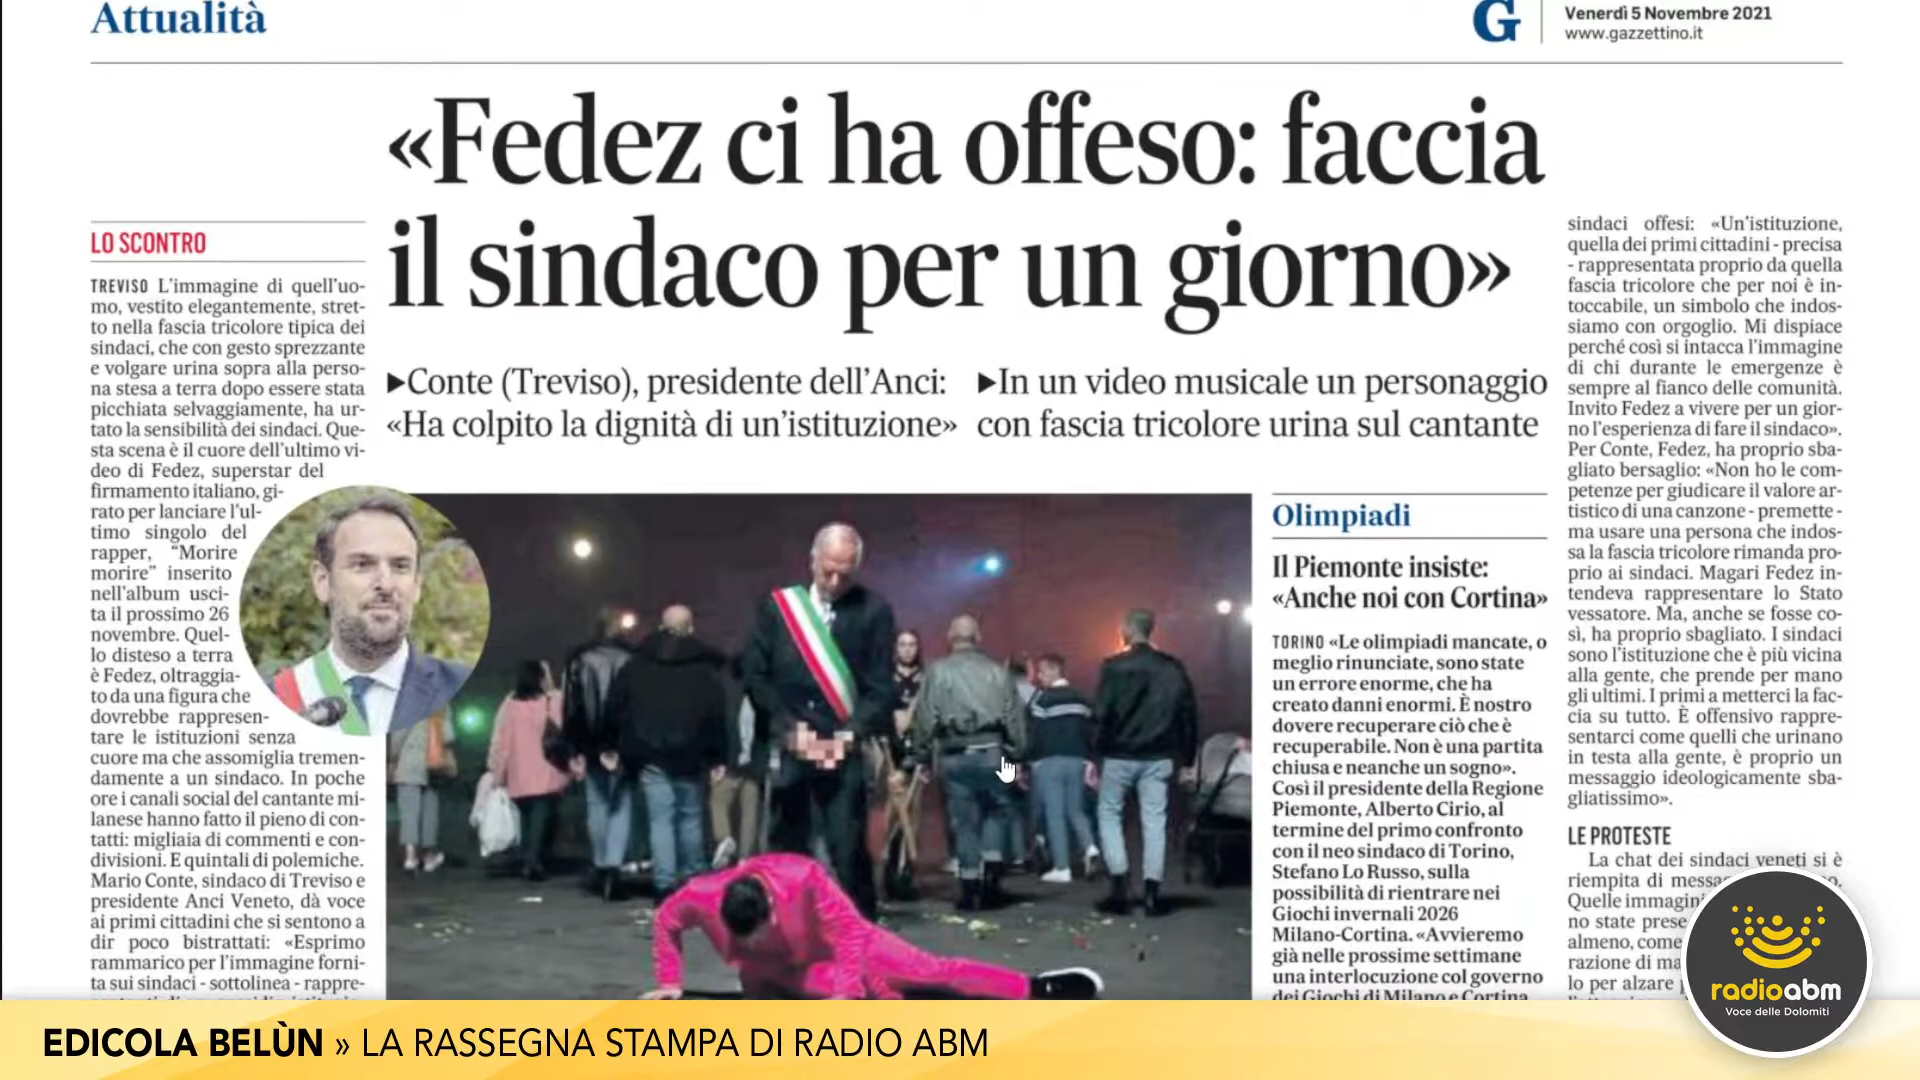 Attualità
G
Venerdì 5 Novembre 2021
www.gazzettino.it
«Fedez ci ha offeso: faccia
il sindaco per un giorno»
▶Conte (Treviso), presidente dell'Anci:
«Ha colpito la dignità di un'istituzione»
▶In un video musicale un personaggio
con fascia tricolore urina sul cantante
LO SCONTRO
TREVISO L'immagine di quell'uo-
mo, vestito elegantemente, stret-
to nella fascia tricolore tipica dei
sindaci, che con gesto sprezzante
e volgare urina sopra alla perso-
na stesa a terra dopo essere stata
picchiata selvaggiamente, ha ur-
tato la sensibilità dei sindaci. Que-
sta scena è il cuore dell'ultimo vi-
deo di Fedez, superstar del
firmamento italiano, gi-
rato per lanciare l'ul-
timo singolo del
rapper, "Morire
morire" inserito
nell'album usci-
ta il prossimo 26
novembre. Quel-
lo disteso a terra
è Fedez, oltraggia-
to da una figura che
dovrebbe rappresen-
tare le istituzioni senza
cuore ma che assomiglia tremen-
damente a un sindaco. In poche
ore i canali social del cantante mi-
lanese hanno fatto il pieno di con-
tatti: migliaia di commenti e con-
divisioni. E quintali di polemiche.
Mario Conte, sindaco di Treviso e
presidente Anci Veneto, dà voce
ai primi cittadini che si sentono a
dir poco bistrattati: «Esprimo
rammarico per l'immagine forni-
ta sui sindaci - sottolinea - rappre-
Olimpiadi
Il Piemonte insiste:
«Anche noi con Cortina»
TORINO «Le olimpiadi mancate, o
meglio rinunciate, sono state
un errore enorme, che ha
creato danni enormi. È nostro
dovere recuperare ciò che è
recuperabile. Non è una partita
chiusa e neanche un sogno».
Così il presidente della Regione
Piemonte, Alberto Cirio, al
termine del primo confronto
con il neo sindaco di Torino,
Stefano Lo Russo, sulla
possibilità di rientrare nei
Giochi invernali 2026
Milano-Cortina. «Avvieremo
già nelle prossime settimane
una interlocuzione col governo
dei Giochi di Milano e Cortina
sindaci offesi: «Un'istituzione,
quella dei primi cittadini - precisa
- rappresentata proprio da quella
fascia tricolore che per noi è in-
toccabile, un simbolo che indos-
siamo con orgoglio. Mi dispiace
perché così si intacca l'immagine
di chi durante le emergenze è
sempre al fianco delle comunità.
Invito Fedez a vivere per un gior-
no l'esperienza di fare il sindaco».
Per Conte, Fedez, ha proprio sba-
gliato bersaglio: «Non ho le com-
petenze per giudicare il valore ar-
tistico di una canzone - premette -
ma usare una persona che indos-
sa la fascia tricolore rimanda pro-
prio ai sindaci. Magari Fedez in-
tendeva rappresentare lo Stato
vessatore. Ma, anche se fosse co-
sì, ha proprio sbagliato. I sindaci
sono l'istituzione che è più vicina
alla gente, che prende per mano
gli ultimi. I primi a metterci la fac-
cia su tutto. È offensivo rappre-
sentarci come quelli che urinano
in testa alla gente, è proprio un
messaggio ideologicamente sba-
gliatissimo».
LE PROTESTE
La chat dei sindaci veneti si è
riempita di messa
Quelle immagini
no state prese
almeno, come
razione di ma
lo per alzare
radioabm
Voce delle Dolomiti
EDICOLA BELÙN » LA RASSEGNA STAMPA DI RADIO ABM